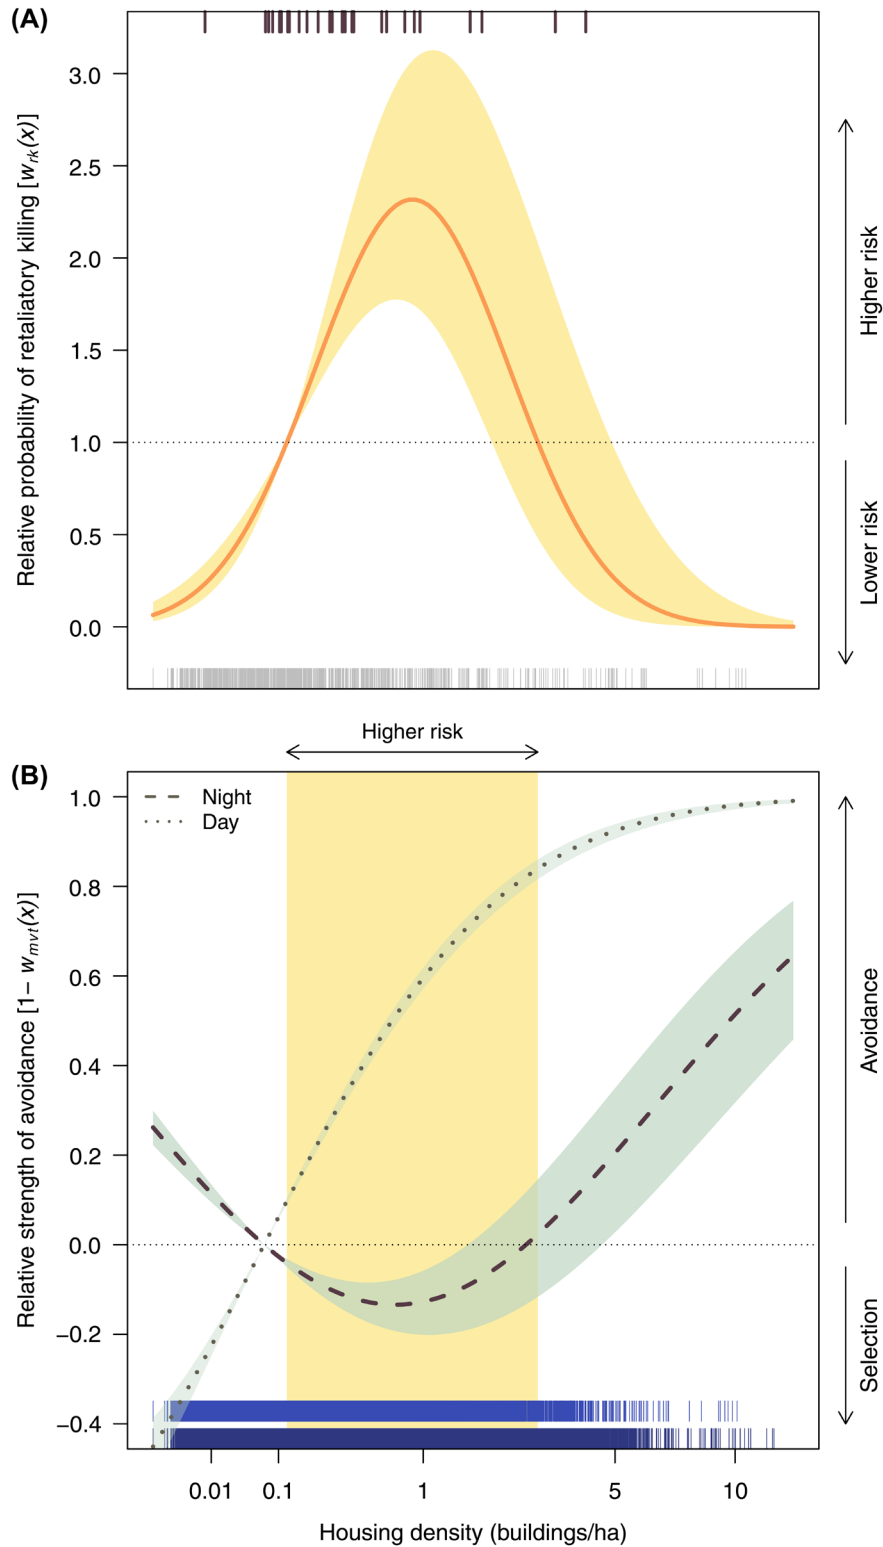 (A)
Relative probability of retaliatory killing [w_rk(x)]
3.0
2.5
2.0
1.5
1.0
0.5
0.0
Higher risk
Lower risk
Higher risk
(B)
Relative strength of avoidance [1− w_mvt(x)]
1.0
0.8
0.6
0.4
0.2
0.0
−0.2
−0.4
Night
Day
Avoidance
Selection
0.01 0.1 1 5 10
Housing density (buildings/ha)